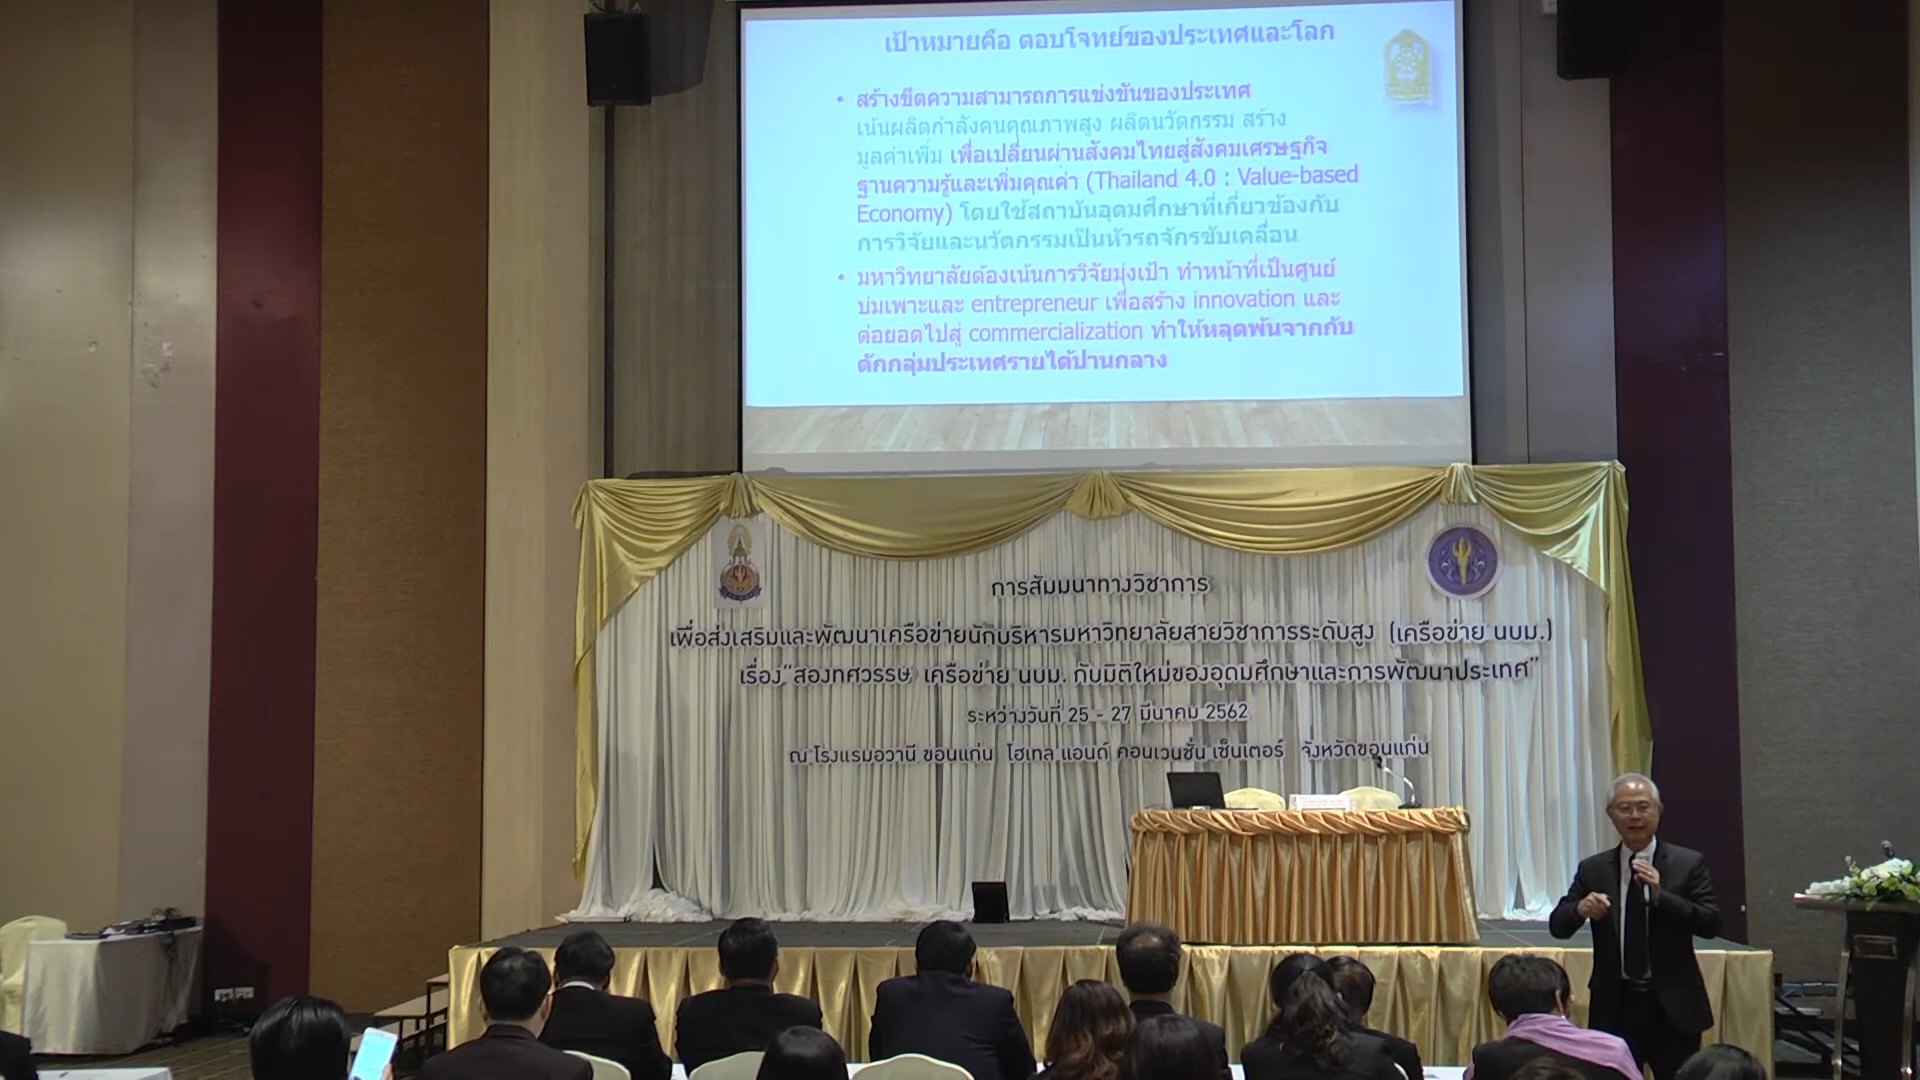 เป้าหมายคือ ตอบโจทย์ของประเทศและโลก
• สร้างขีดความสามารถการแข่งขันของประเทศ
เน้นผลิตกำลังคนคุณภาพสูง ผลิตนวัตกรรม สร้าง
มูลค่าเพิ่ม เพื่อเปลี่ยนผ่านสังคมไทยสู่สังคมเศรษฐกิจ
ฐานความรู้และเพิ่มคุณค่า (Thailand 4.0 : Value-based
Economy) โดยใช้สถาบันอุดมศึกษาที่เกี่ยวข้องกับ
การวิจัยและนวัตกรรมเป็นหัวรถจักรขับเคลื่อน
• มหาวิทยาลัยต้องเน้นการวิจัยมุ่งเป้า ทำหน้าที่เป็นศูนย์
บ่มเพาะและ entrepreneur เพื่อสร้าง innovation และ
ต่อยอดไปสู่ commercialization ทำให้หลุดพ้นจากกับ
ดักกลุ่มประเทศรายได้ปานกลาง
การสัมมนาทางวิชาการ
เพื่อส่งเสริมและพัฒนาเครือข่ายนักบริหารมหาวิทยาลัยสายวิชาการระดับสูง (เครือข่าย นบม.)
เรื่อง“สองทศวรรษ เครือข่าย นบม. กับมิติใหม่ของอุดมศึกษาและการพัฒนาประเทศ”
ระหว่างวันที่ 25 - 27 มีนาคม 2562
ณ โรงแรมอวานี ขอนแก่น โฮเทล แอนด์ คอนเวนชั่น เซ็นเตอร์ จังหวัดขอนแก่น